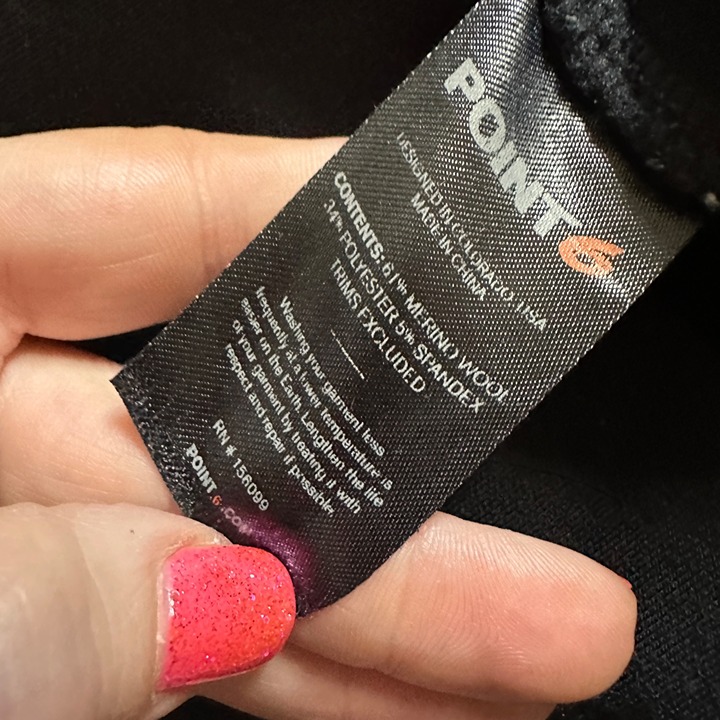 POINT6
DESIGNED IN COLORADO, USA
MADE IN CHINA
CONTENTS: 61% MERINO WOOL
34% POLYESTER 5% SPANDEX
TRIMS EXCLUDED
Washing your garment less
frequently at a lower temperature is
easier on the Earth. Lengthen the life
of your garment by treating it with
respect and repair if possible.
RN # 156099
POINT6.COM